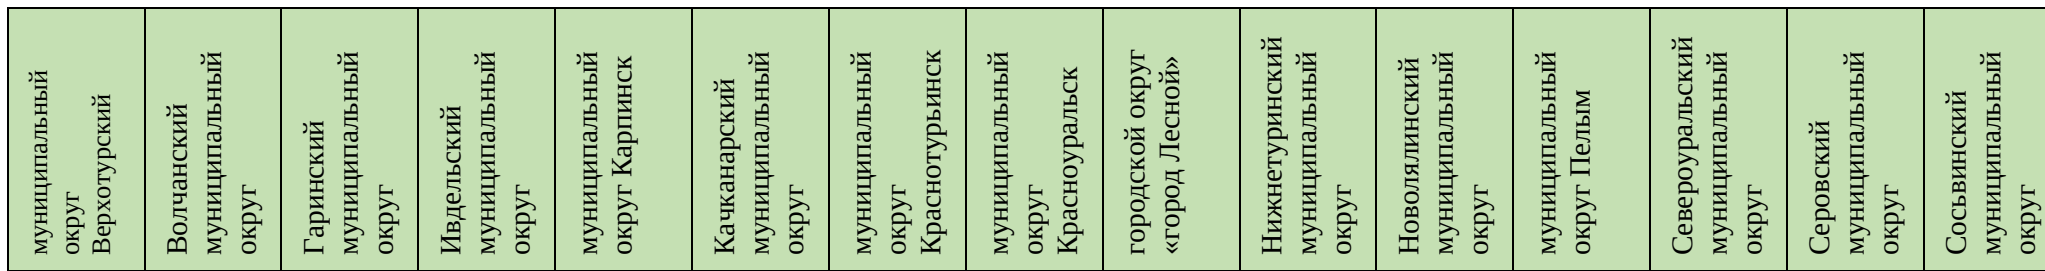 муниципальный
округ
Верхотурский
Волчанский
муниципальный
округ
Гаринский
муниципальный
округ
Ивдельский
муниципальный
округ
муниципальный
округ Карпинск
Качканарский
муниципальный
округ
муниципальный
округ
Краснотурьинск
муниципальный
округ
Красноуральск
городской округ
«город Лесной»
Нижнетуринский
муниципальный
округ
Новолялинский
муниципальный
округ
муниципальный
округ Пелым
Североуральский
муниципальный
округ
Серовский
муниципальный
округ
Сосьвинский
муниципальный
округ